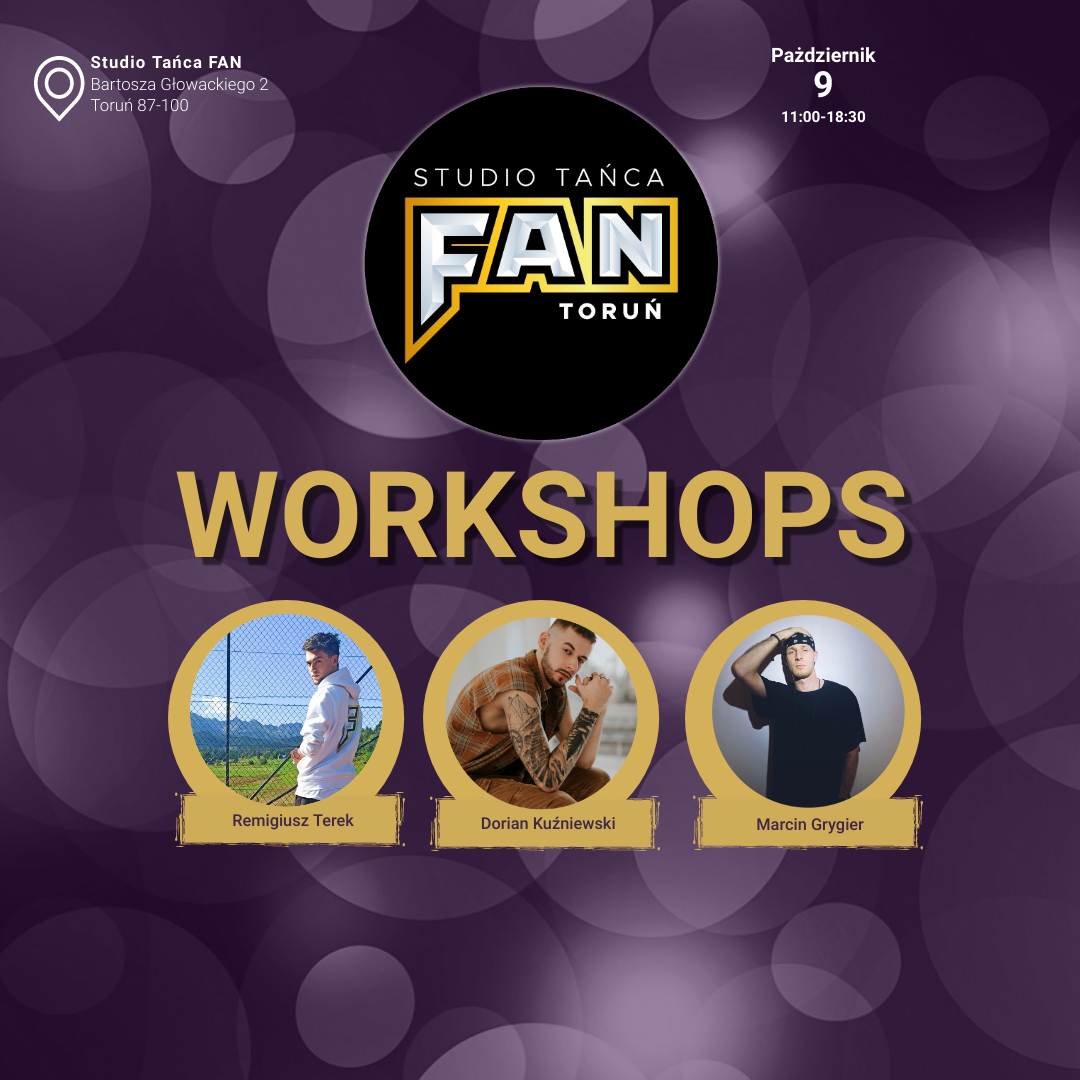 Studio Tańca FAN
Bartosza Głowackiego 2
Toruń 87-100
Pażdziernik
9
11:00-18:30
STUDIO TAŃCA
FAN
TORUŃ
WORKSHOPS
Remigiusz Terek
Dorian Kuźniewski
Marcin Grygier